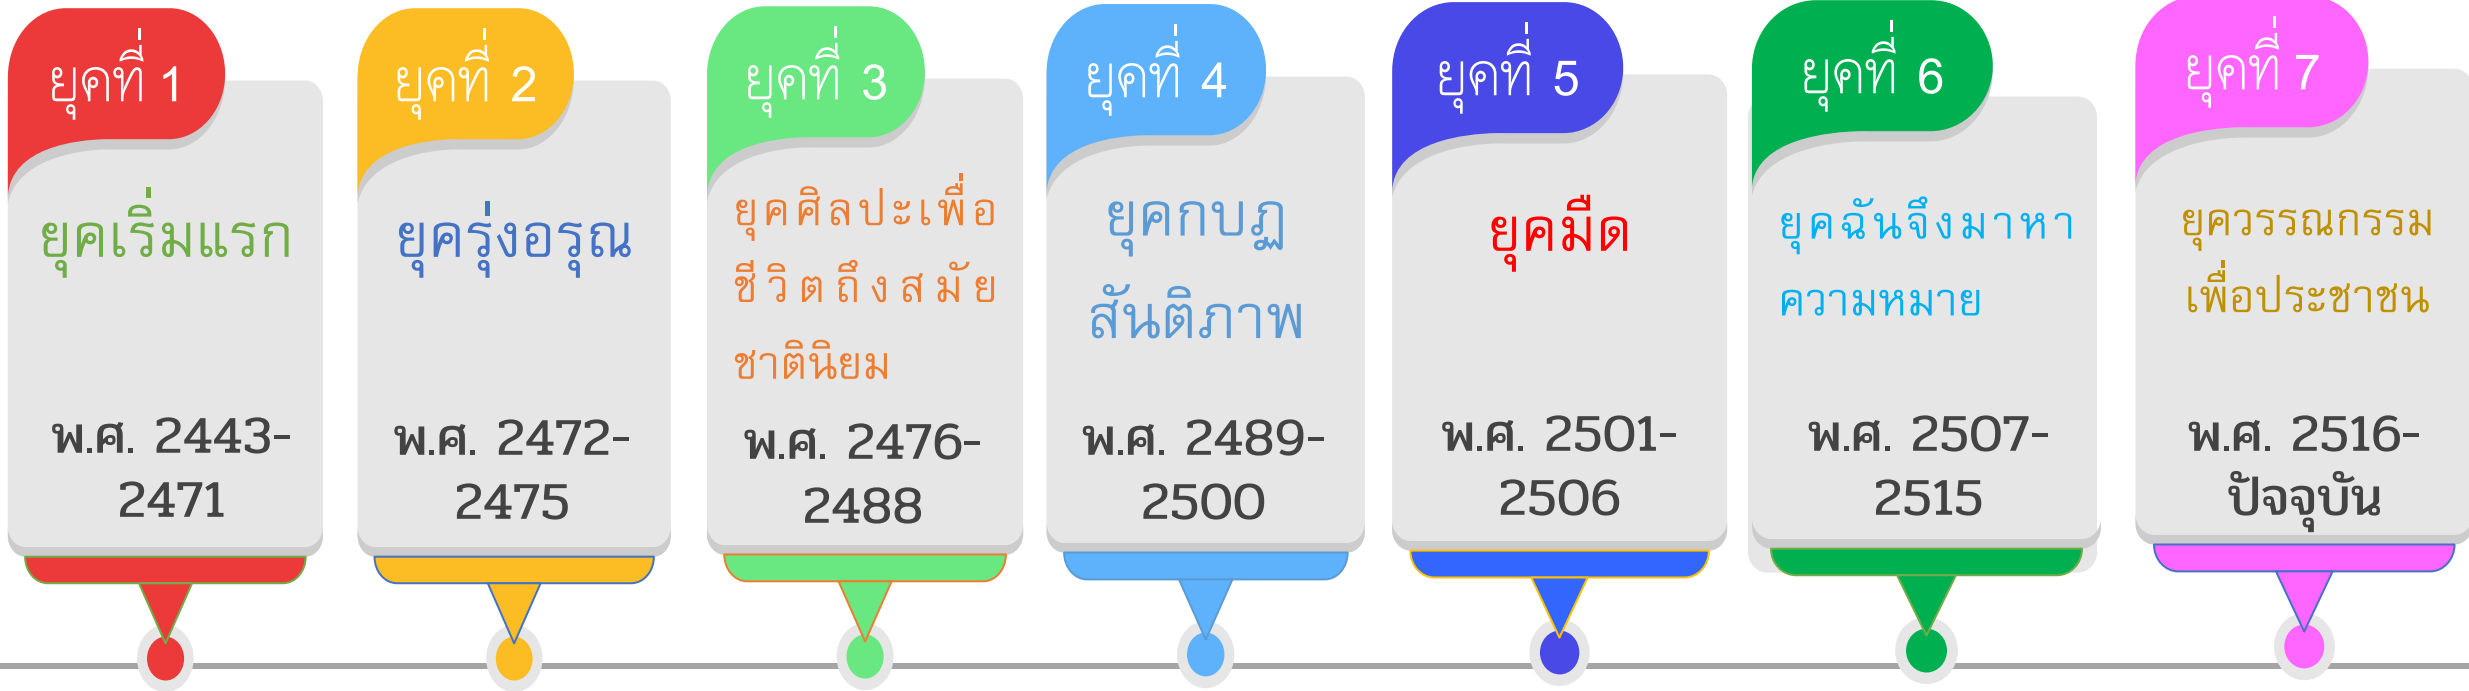 ยุคที่ 1
ยุคเริ่มแรก
พ.ศ. 2443-
2471
ยุคที่ 2
ยุครุ่งอรุณ
พ.ศ. 2472-
2475
ยุคที่ 3
ยุคศิลปะเพื่อ
ชีวิตถึงสมัย
ชาตินิยม
พ.ศ. 2476-
2488
ยุคที่ 4
ยุคกบฏ
สันติภาพ
พ.ศ. 2489-
2500
ยุคที่ 5
ยุคมืด
พ.ศ. 2501-
2506
ยุคที่ 6
ยุคฉันจึงมาหา
ความหมาย
พ.ศ. 2507-
2515
ยุคที่ 7
ยุควรรณกรรม
เพื่อประชาชน
พ.ศ. 2516-
ปัจจุบัน